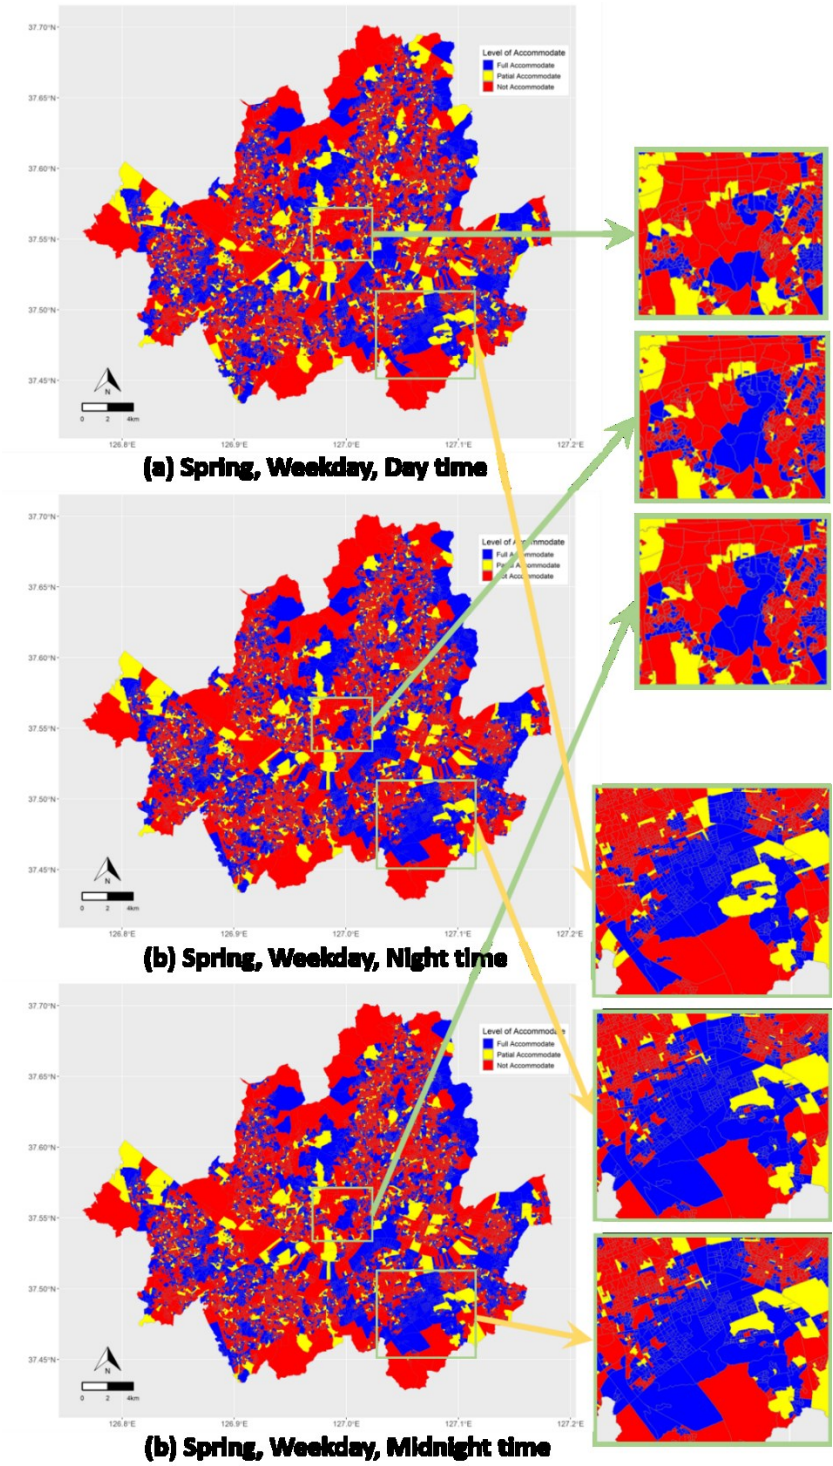 37.70°N
37.65°N
37.60°N
37.55°N
37.50°N
37.45°N
Level of Accommodate
Full Accommodate
Patial Accommodate
Not Accommodate
N
0 2 4km
126.8°E 126.9°E 127.0°E 127.1°E 127.2°E
(a) Spring, Weekday, Day time
37.70°N
37.65°N
37.60°N
37.55°N
37.50°N
37.45°N
Level of Accommodate
Full Accommodate
Patial Accommodate
Not Accommodate
N
0 2 4km
126.8°E 126.9°E 127.0°E 127.1°E 127.2°E
(b) Spring, Weekday, Night time
37.70°N
37.65°N
37.60°N
37.55°N
37.50°N
37.45°N
Level of Accommodate
Full Accommodate
Patial Accommodate
Not Accommodate
N
0 2 4km
126.8°E 126.9°E 127.0°E 127.1°E 127.2°E
(b) Spring, Weekday, Midnight time